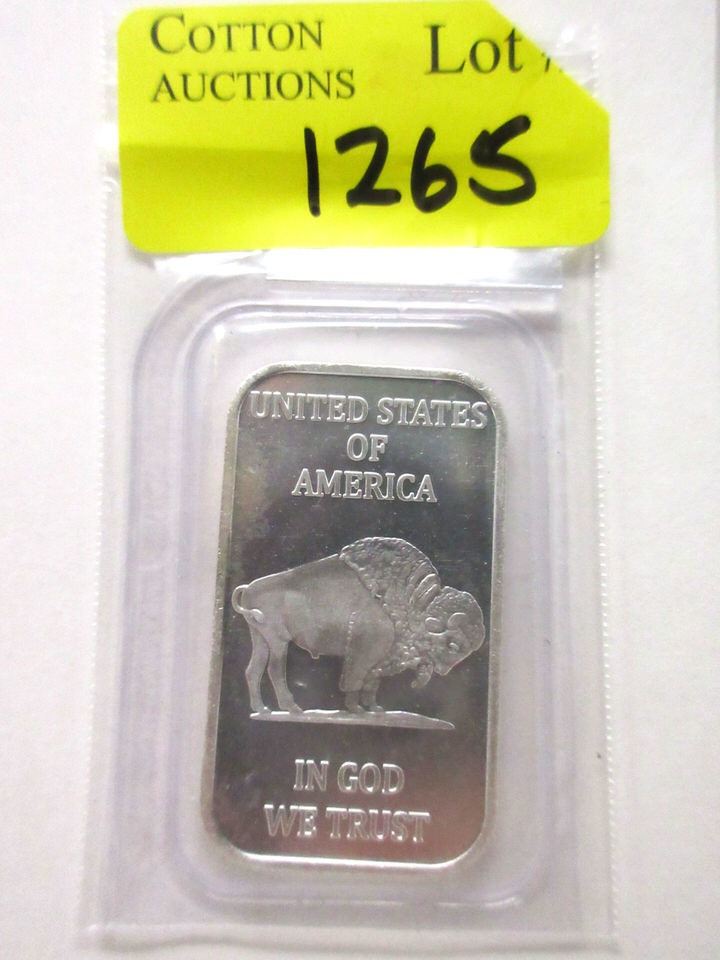 COTTON Lot
AUCTIONS
1265
UNITED STATES
OF
AMERICA
IN GOD
WE TRUST